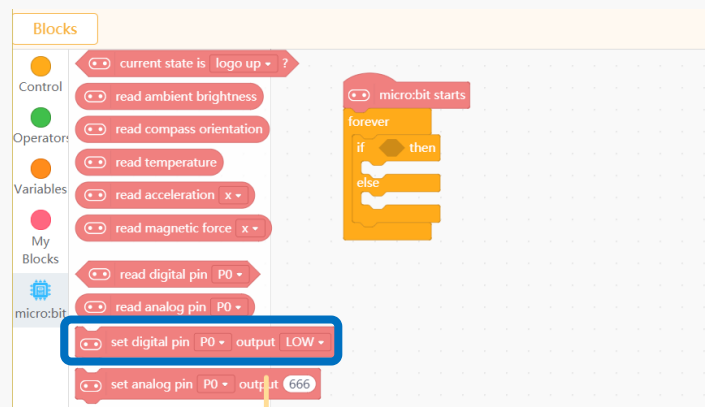 Blocks
Control
Operators
Variables
My
Blocks
micro:bit
current state is logo up ?
read ambient brightness
read compass orientation
read temperature
read acceleration x
read magnetic force x
read digital pin P0
read analog pin P0
set digital pin P0 output LOW
set analog pin P0 output 666
micro:bit starts
forever
if then
else